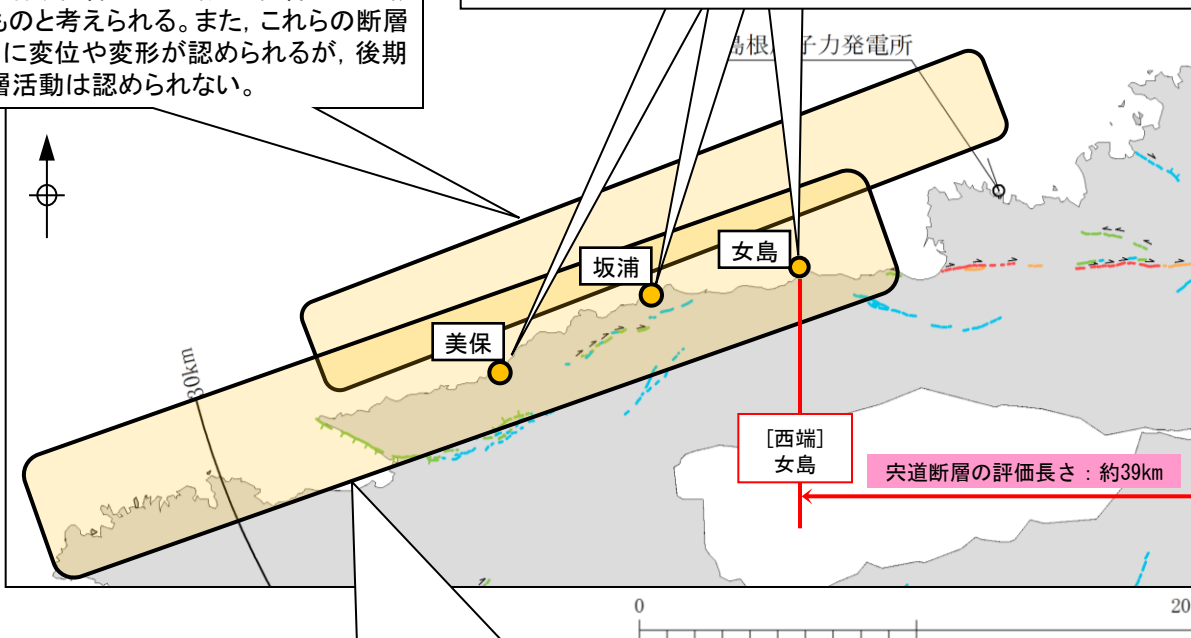 ものと考えられる。また，これらの断層
に変位や変形が認められるが，後期
層活動は認められない。
島根原子力発電所
女島
坂浦
美保
30km
[西端]
女島
宍道断層の評価長さ：約39km
0
20